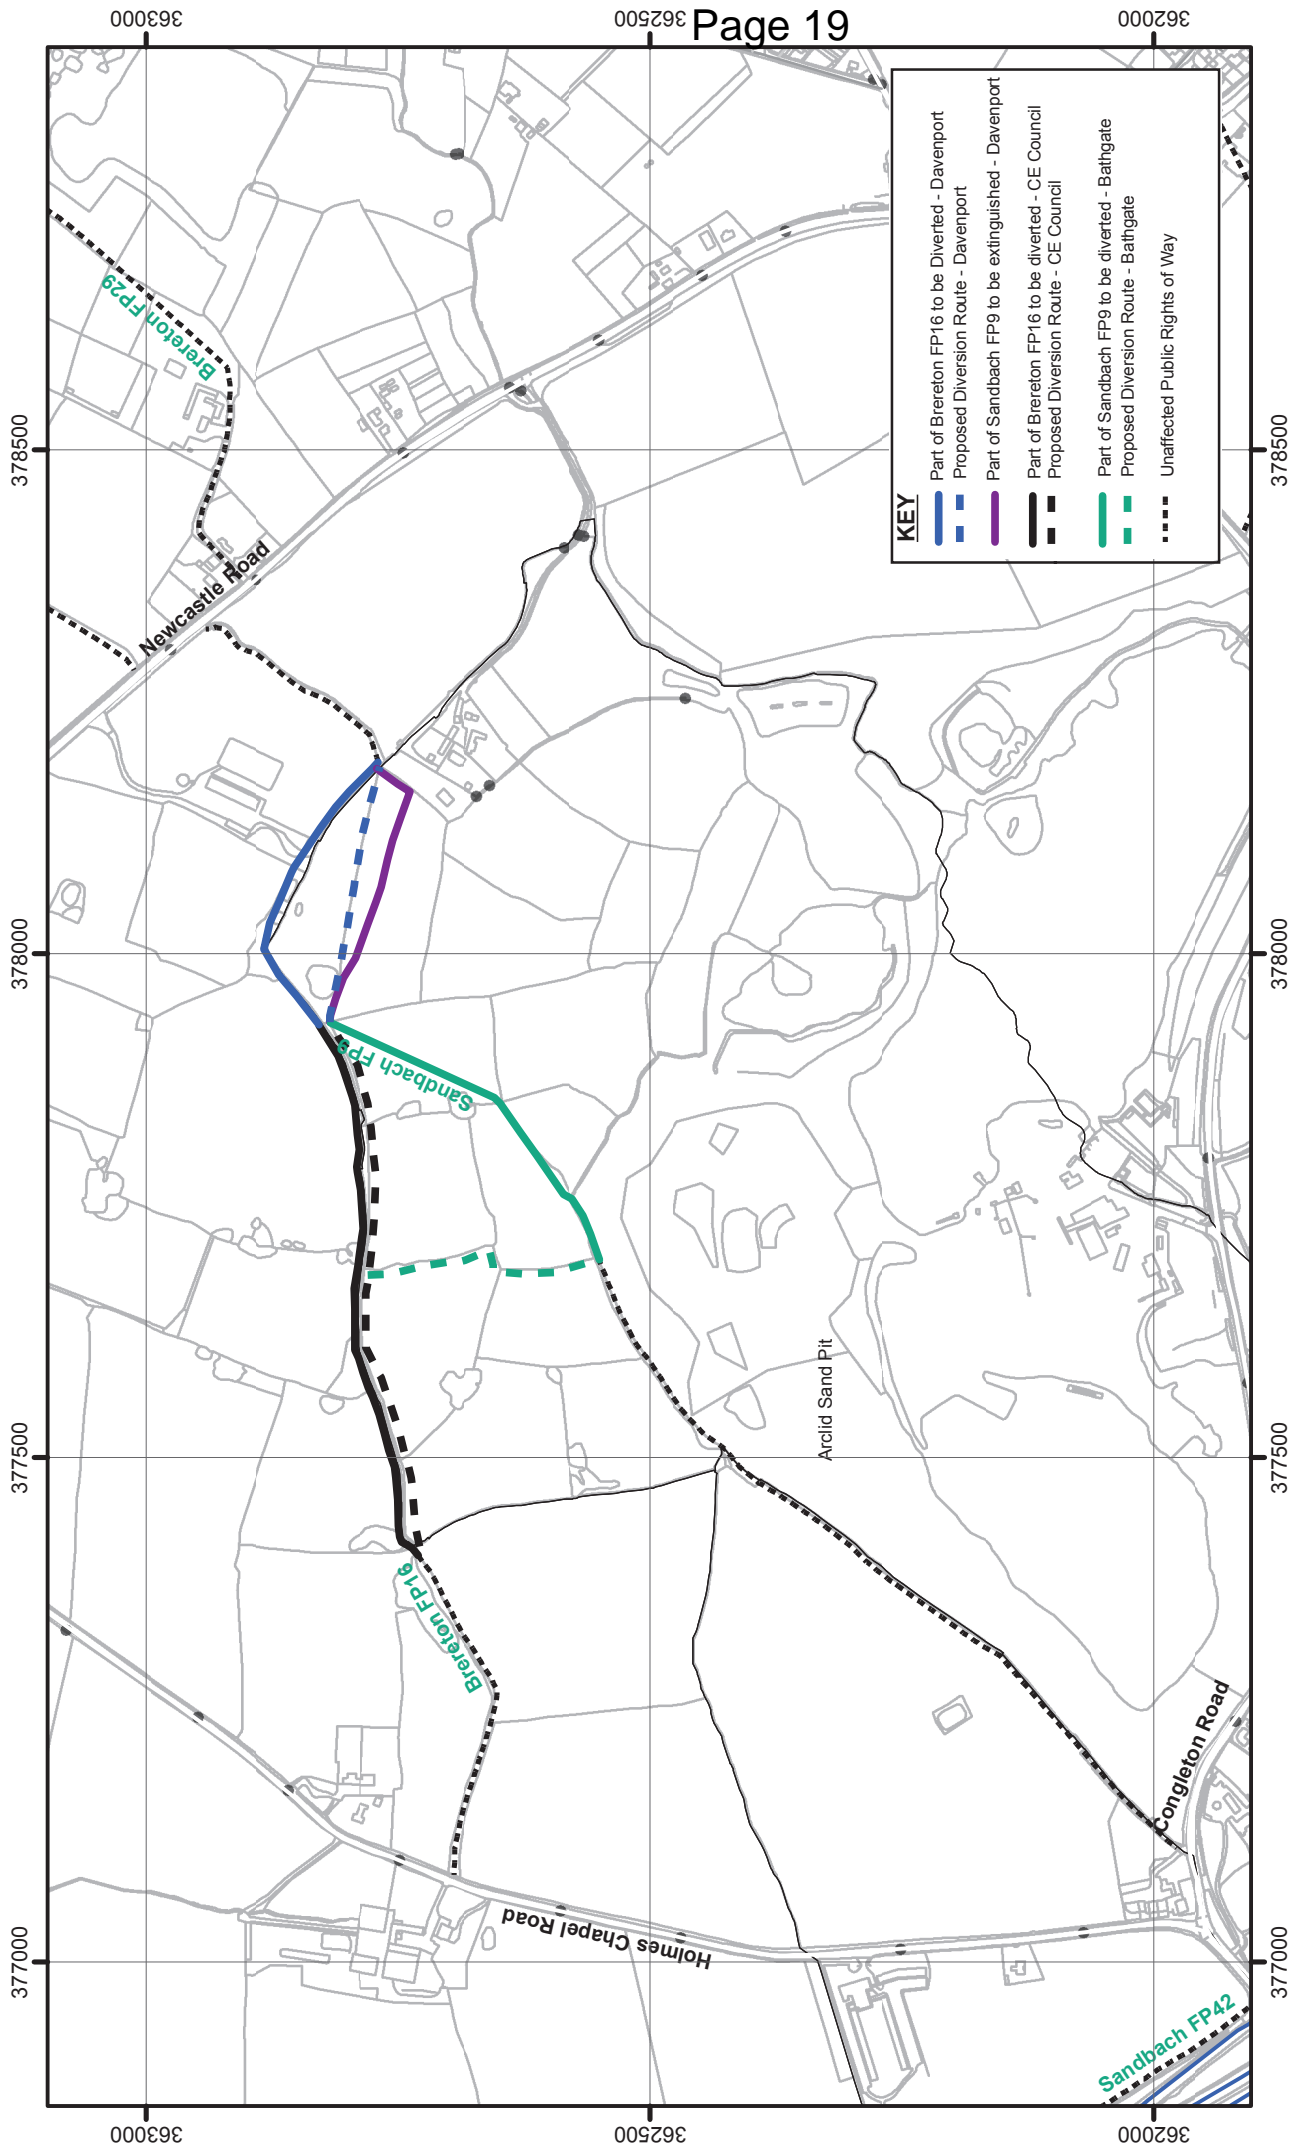 Page 19
363000
362500
362000
378500
378500
378000
378000
377500
377500
377000
377000
363000
362500
362000
KEY
Part of Brereton FP16 to be Diverted - Davenport
Proposed Diversion Route - Davenport
Part of Sandbach FP9 to be extinguished - Davenport
Part of Brereton FP16 to be diverted - CE Council
Proposed Diversion Route - CE Council
Part of Sandbach FP9 to be diverted - Bathgate
Proposed Diversion Route - Bathgate
Unaffected Public Rights of Way
Brereton FP29
Newcastle Road
Sandbach FP9
Arclid Sand Pit
Brereton FP16
Congleton Road
Holmes Chapel Road
Sandbach FP42